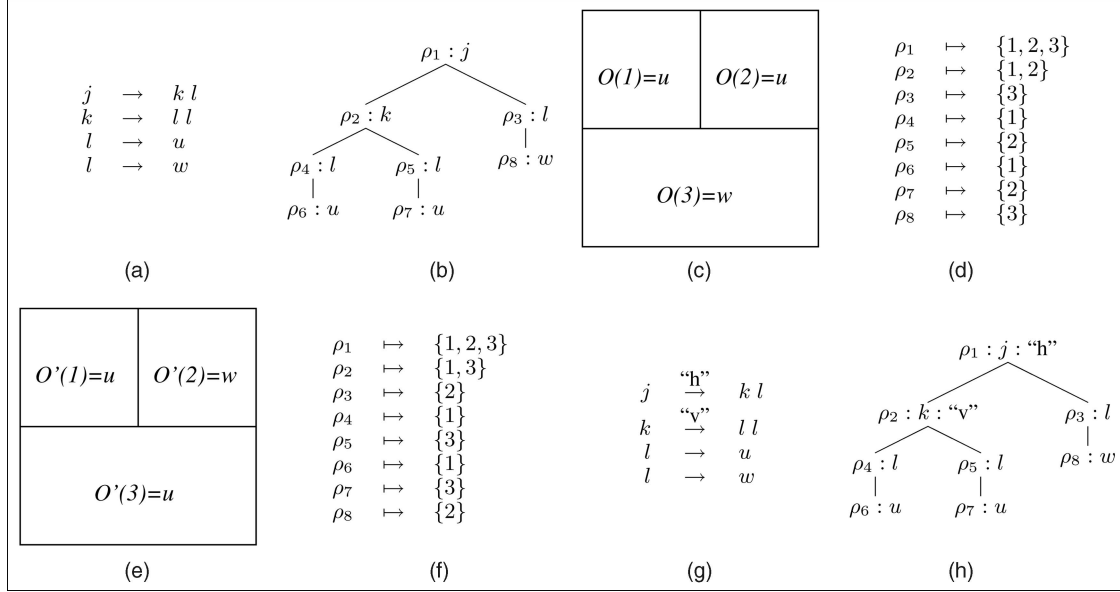 j → k l
k → l l
l → u
l → w
(a)
ρ₁ : j
ρ₂ : k
ρ₃ : l
ρ₄ : l
ρ₅ : l
ρ₈ : w
ρ₆ : u
ρ₇ : u
(b)
O(1)=u
O(2)=u
O(3)=w
(c)
ρ₁ ↦ {1, 2, 3}
ρ₂ ↦ {1, 2}
ρ₃ ↦ {3}
ρ₄ ↦ {1}
ρ₅ ↦ {2}
ρ₆ ↦ {1}
ρ₇ ↦ {2}
ρ₈ ↦ {3}
(d)
O’(1)=u
O’(2)=w
O’(3)=u
(e)
ρ₁ ↦ {1, 2, 3}
ρ₂ ↦ {1, 3}
ρ₃ ↦ {2}
ρ₄ ↦ {1}
ρ₅ ↦ {3}
ρ₆ ↦ {1}
ρ₇ ↦ {3}
ρ₈ ↦ {2}
(f)
“h”
j → k l
“v”
k → l l
l → u
l → w
(g)
ρ₁ : j : “h”
ρ₂ : k : “v”
ρ₃ : l
ρ₄ : l
ρ₅ : l
ρ₈ : w
ρ₆ : u
ρ₇ : u
(h)